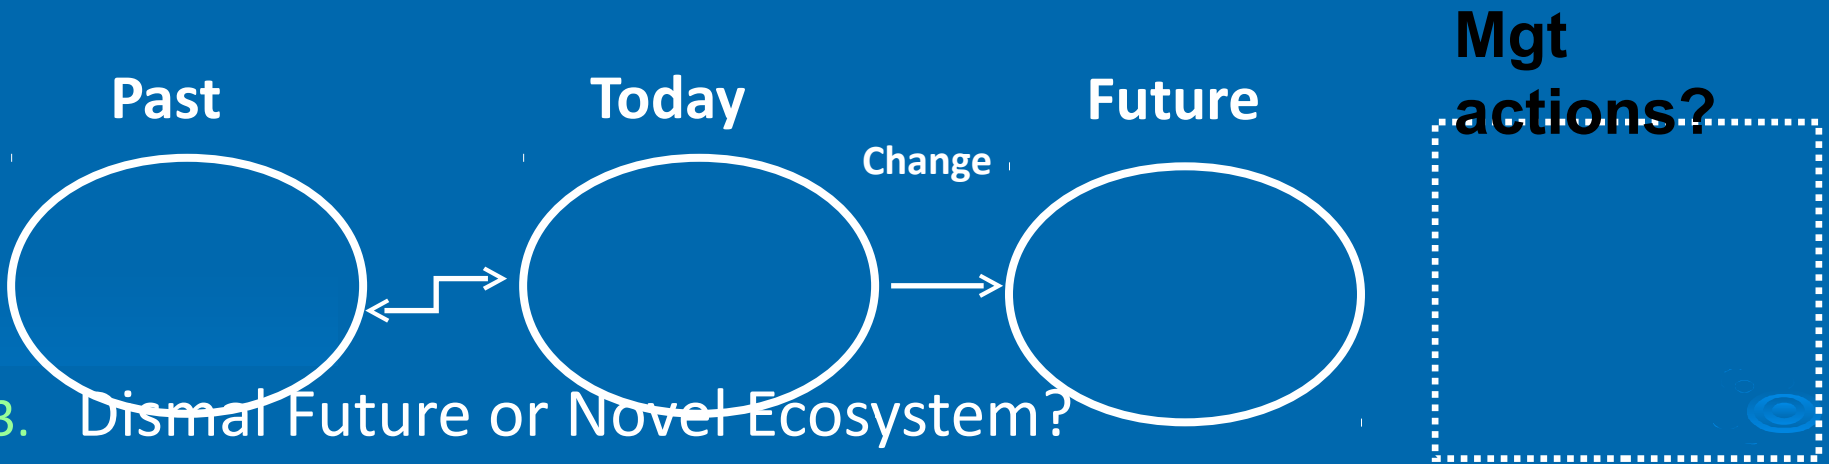 Mgt
actions?
Past
Today
Future
Change
3. Dismal Future or Novel Ecosystem?